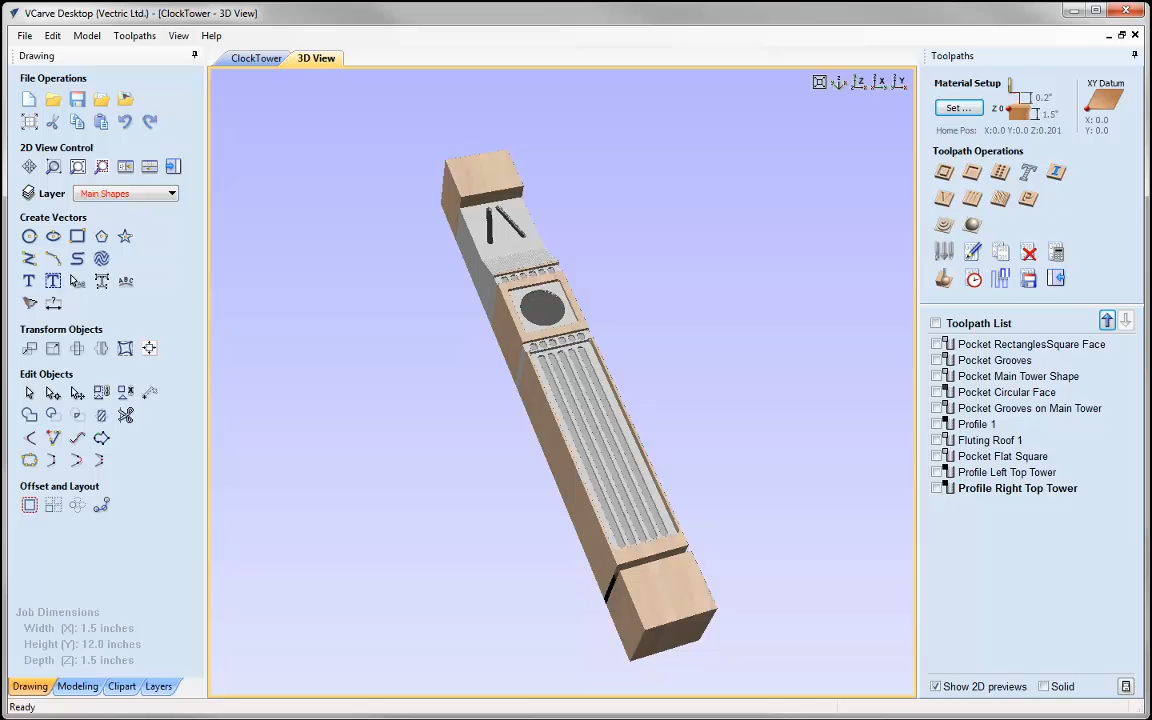 VCarve Desktop (Vectric Ltd.) - [ClockTower - 3D View]
File Edit Model Toolpaths View Help
Drawing
File Operations
2D View Control
Layer Main Shapes
Create Vectors
Transform Objects
Edit Objects
Offset and Layout
Job Dimensions
Width (X): 1.5 inches
Height (Y): 12.0 inches
Depth (Z): 1.5 inches
Drawing Modeling Clipart Layers
Ready
ClockTower 3D View
Z X Y
Toolpaths
Material Setup
Set ...
Z 0
0.2"
1.5"
XY Datum
X: 0.0
Y: 0.0
Home Pos: X:0.0 Y:0.0 Z:0.201
Toolpath Operations
Toolpath List
Pocket RectanglesSquare Face
Pocket Grooves
Pocket Main Tower Shape
Pocket Circular Face
Pocket Grooves on Main Tower
Profile 1
Fluting Roof 1
Pocket Flat Square
Profile Left Top Tower
Profile Right Top Tower
Show 2D previews Solid